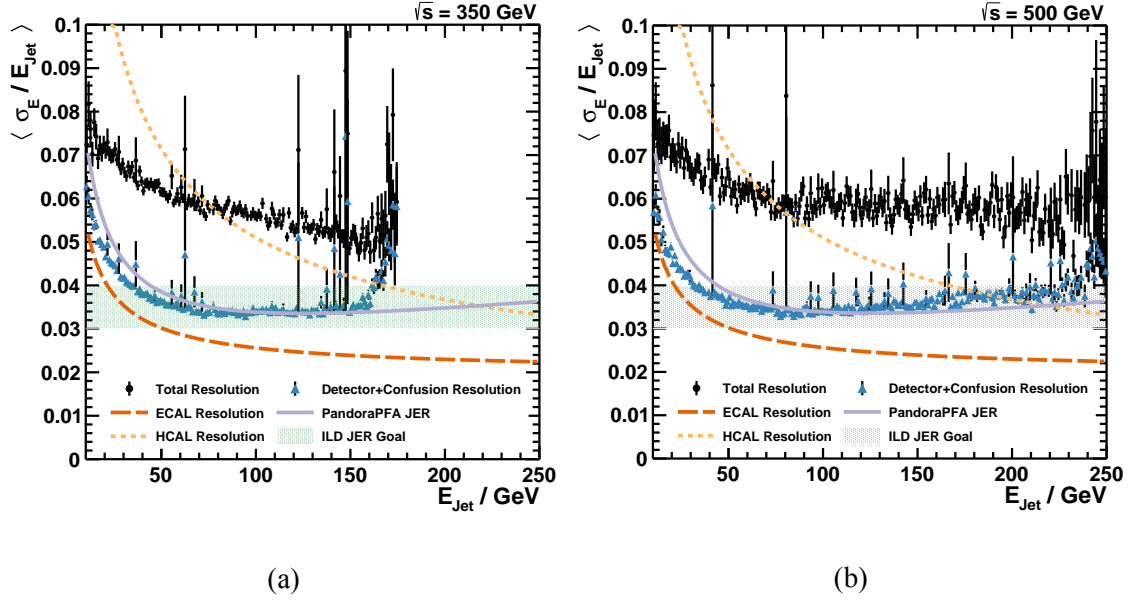 √s = 350 GeV
⟨ σ_E / E_Jet ⟩
0.1
0.09
0.08
0.07
0.06
0.05
0.04
0.03
0.02
0.01
0
Total Resolution
Detector+Confusion Resolution
ECAL Resolution
PandoraPFA JER
HCAL Resolution
ILD JER Goal
50 100 150 200 250
E_Jet / GeV
(a)
√s = 500 GeV
⟨ σ_E / E_Jet ⟩
0.1
0.09
0.08
0.07
0.06
0.05
0.04
0.03
0.02
0.01
0
Total Resolution
Detector+Confusion Resolution
ECAL Resolution
PandoraPFA JER
HCAL Resolution
ILD JER Goal
50 100 150 200 250
E_Jet / GeV
(b)